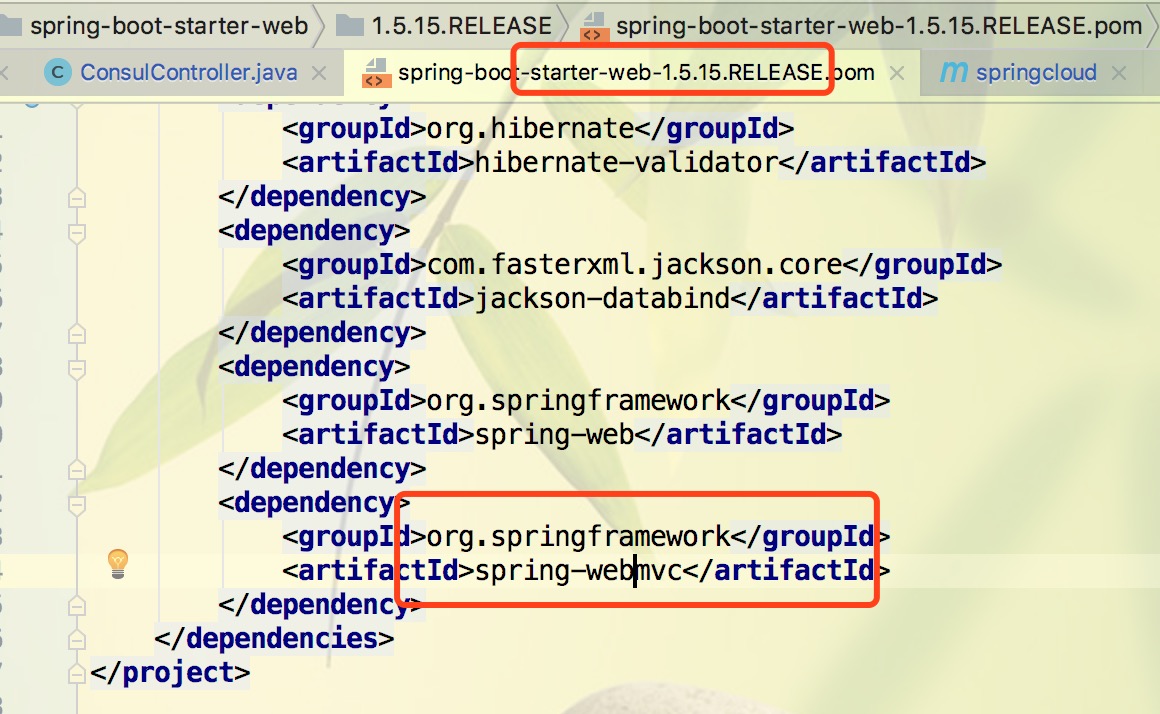 spring-boot-starter-web 1.5.15.RELEASE spring-boot-starter-web-1.5.15.RELEASE.pom
ConsulController.java spring-boot-starter-web-1.5.15.RELEASE.pom springcloud
<groupId>org.hibernate</groupId>
<artifactId>hibernate-validator</artifactId>
</dependency>
<dependency>
<groupId>com.fasterxml.jackson.core</groupId>
<artifactId>jackson-databind</artifactId>
</dependency>
<dependency>
<groupId>org.springframework</groupId>
<artifactId>spring-web</artifactId>
</dependency>
<dependency>
<groupId>org.springframework</groupId>
<artifactId>spring-webmvc</artifactId>
</dependency>
</dependencies>
</project>